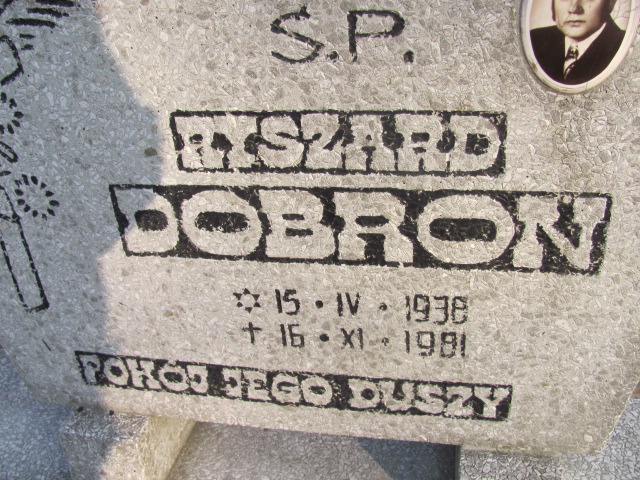 Ś.P.
RYSZARD
DOBROŃ
✡ 15 • IV • 1938
✝ 16 • XI • 1981
POKÓJ JEGO DUSZY